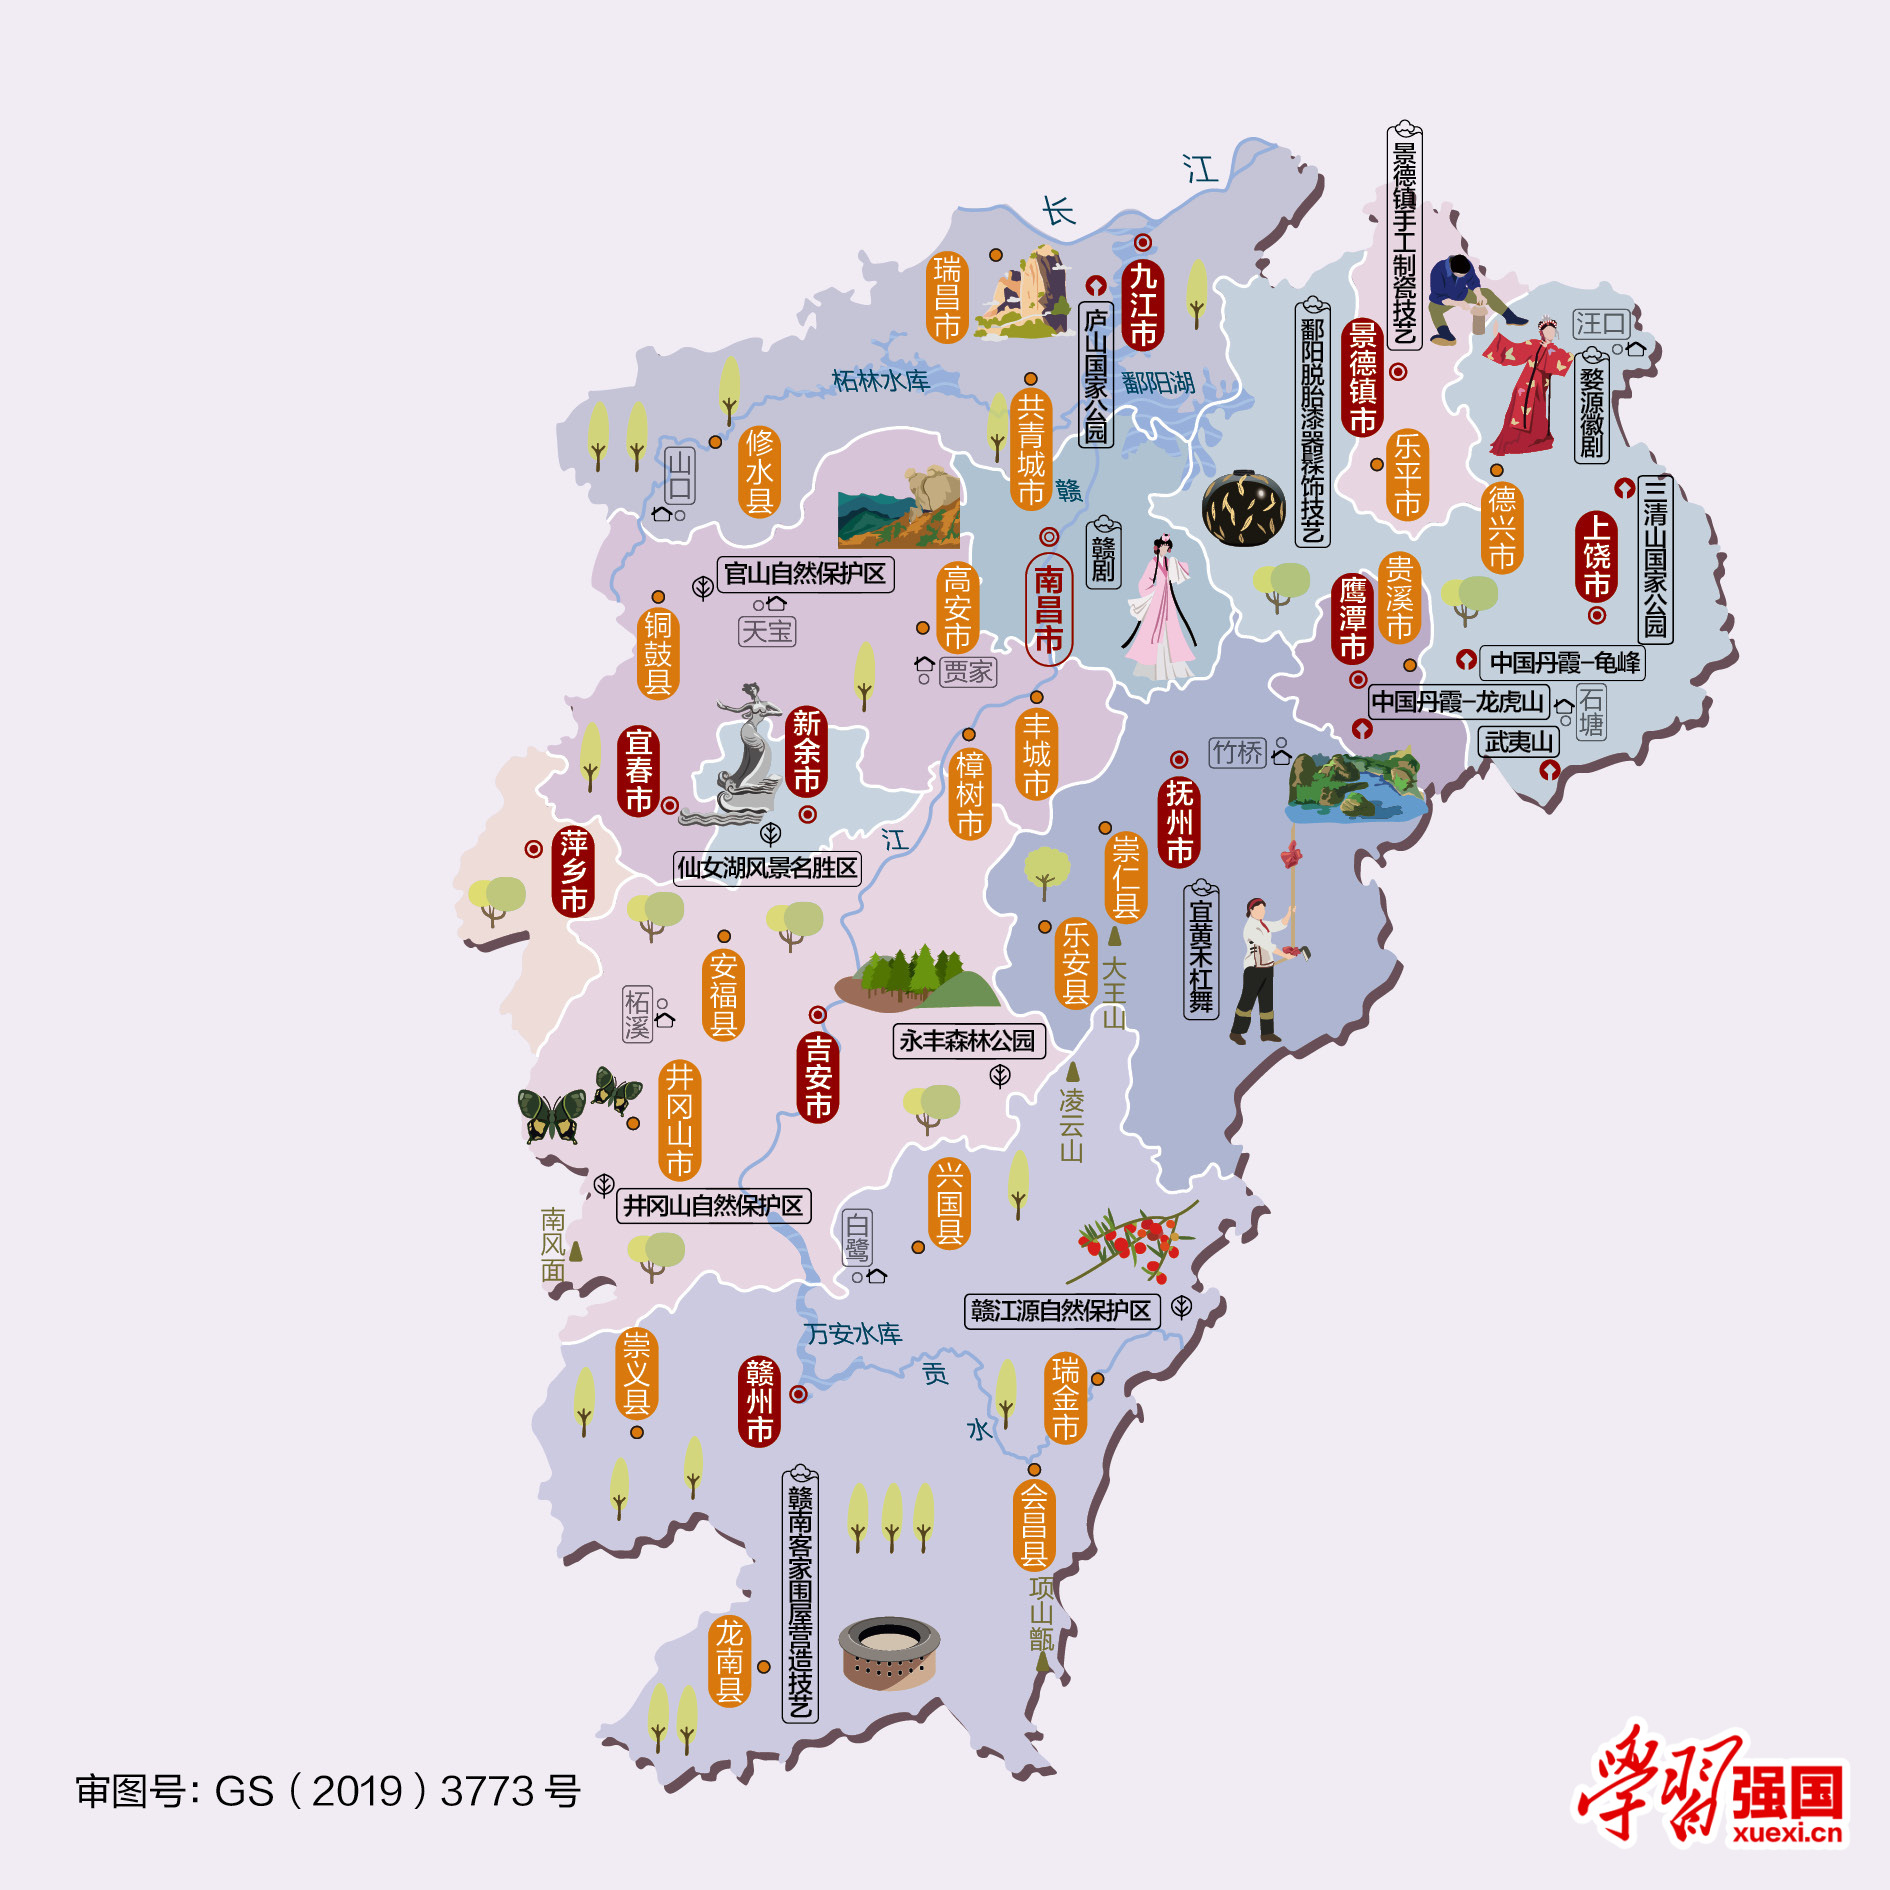 江
长
景德镇手工制瓷技艺
瑞昌市
九江市
庐山国家公园
鄱阳脱胎漆器髹饰技艺
景德镇市
汪口
婺源徽剧
柘林水库
鄱阳湖
共青城市
修水县
山口
乐平市
德兴市
三清山国家公园
上饶市
赣
赣剧
南昌市
官山自然保护区
天宝
高安市
贾家
铜鼓县
鹰潭市
贵溪市
中国丹霞-龟峰
中国丹霞-龙虎山
石塘
武夷山
宜春市
新余市
丰城市
樟树市
竹桥
抚州市
萍乡市
江
仙女湖风景名胜区
崇仁县
宜黄禾杠舞
乐安县
大王山
安福县
柘溪
永丰森林公园
吉安市
井冈山市
凌云山
井冈山自然保护区
兴国县
白鹭
南风面
赣江源自然保护区
万安水库
崇义县
赣州市
贡
水
瑞金市
会昌县
赣南客家围屋营造技艺
项山甑
龙南县
审图号：GS（2019）3773号
学习强国
xuexi.cn